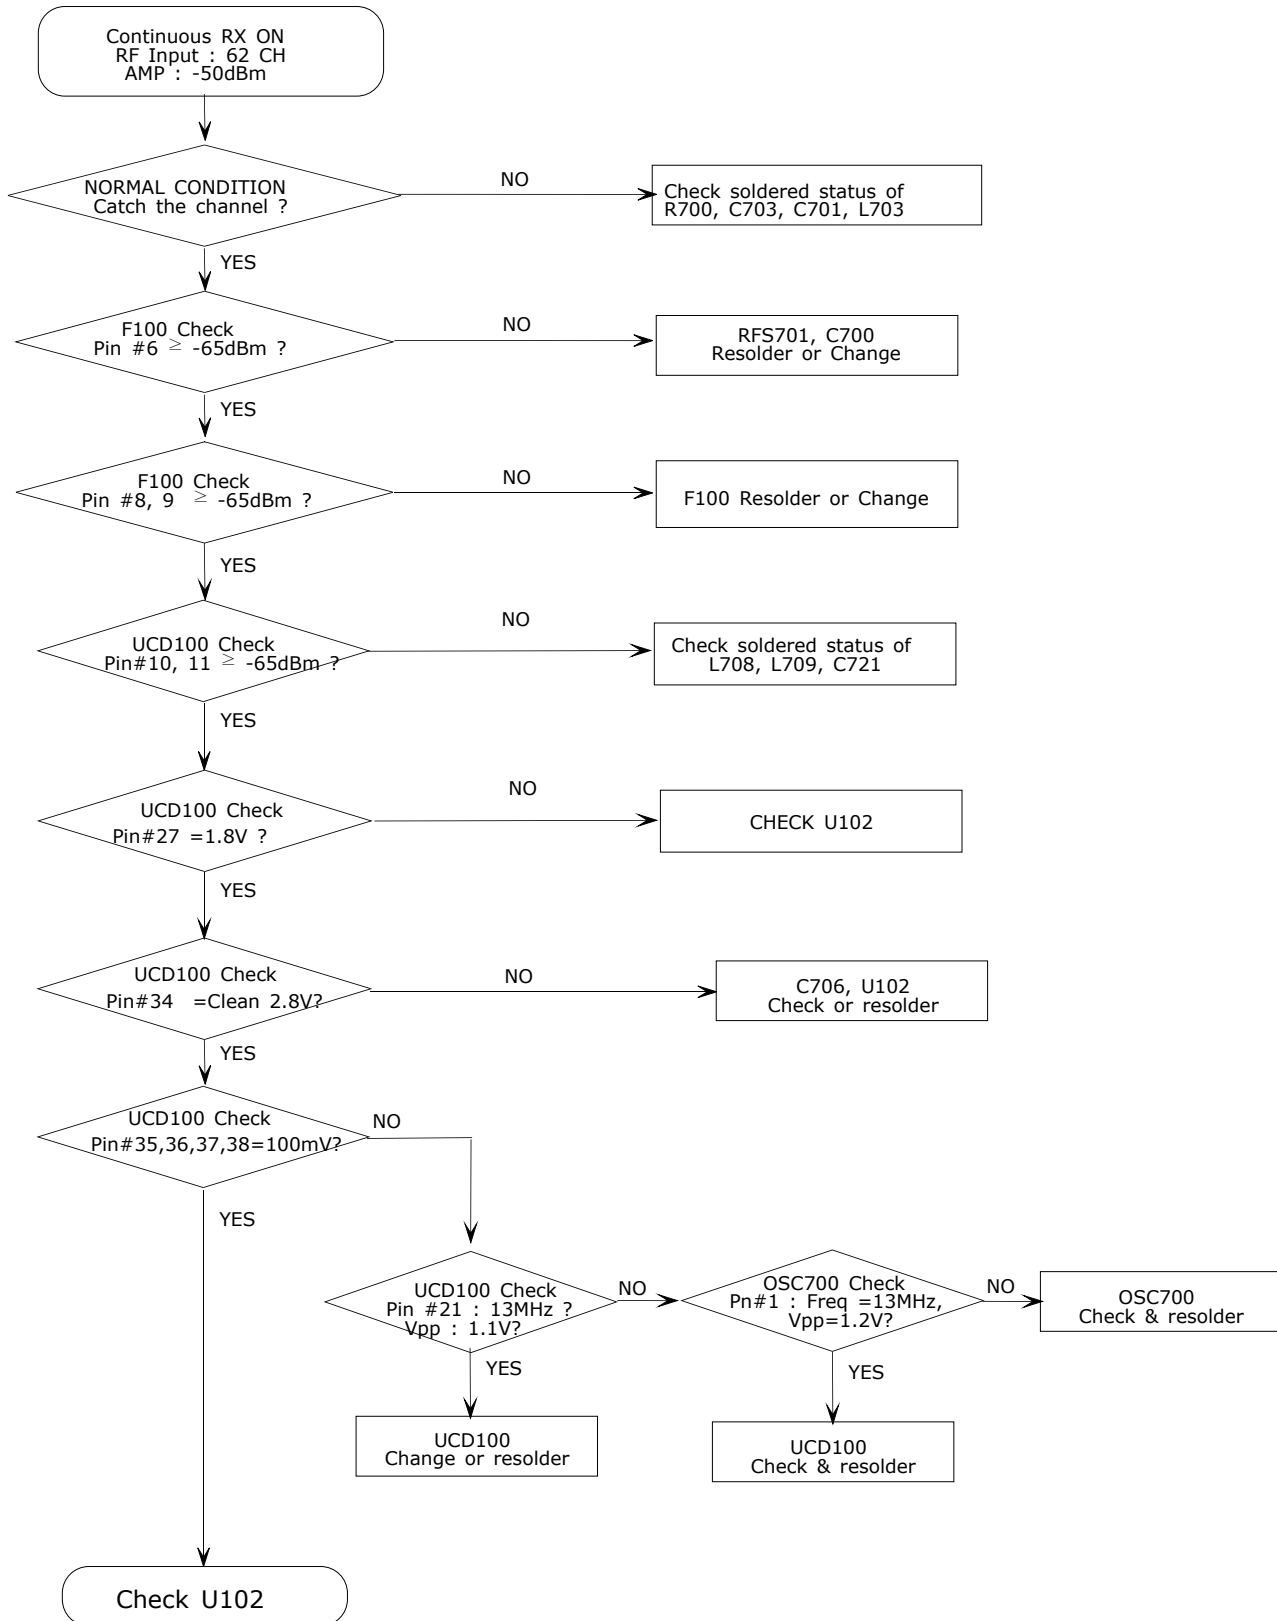 Continuous RX ON
RF Input : 62 CH
AMP : -50dBm
NORMAL CONDITION
Catch the channel ?
NO
Check soldered status of
R700, C703, C701, L703
YES
F100 Check
Pin #6 ≥ -65dBm ?
NO
RFS701, C700
Resolder or Change
YES
F100 Check
Pin #8, 9 ≥ -65dBm ?
NO
F100 Resolder or Change
YES
UCD100 Check
Pin#10, 11 ≥ -65dBm ?
NO
Check soldered status of
L708, L709, C721
YES
UCD100 Check
Pin#27 =1.8V ?
NO
CHECK U102
YES
UCD100 Check
Pin#34 =Clean 2.8V?
NO
C706, U102
Check or resolder
YES
UCD100 Check
Pin#35,36,37,38=100mV?
NO
YES
UCD100 Check
Pin #21 : 13MHz ?
Vpp : 1.1V?
NO
OSC700 Check
Pn#1 : Freq =13MHz,
Vpp=1.2V?
NO
OSC700
Check & resolder
YES
YES
UCD100
Change or resolder
UCD100
Check & resolder
Check U102